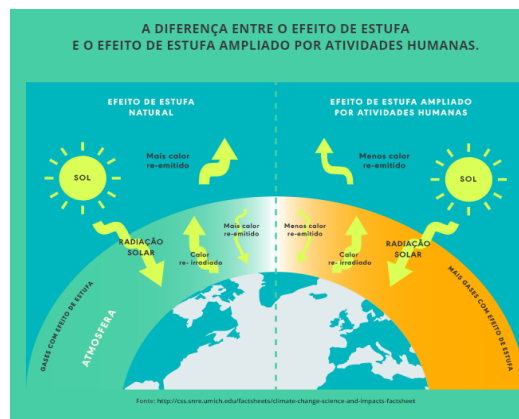 A DIFERENÇA ENTRE O EFEITO DE ESTUFA
E O EFEITO DE ESTUFA AMPLIADO POR ATIVIDADES HUMANAS.
EFEITO DE ESTUFA
NATURAL
EFEITO DE ESTUFA AMPLIADO
POR ATIVIDADES HUMANAS
Mais calor
re-emitido
Menos calor
re-emitido
SOL
SOL
Mais calor
re-emitido
Menos calor
re-emitido
RADIAÇÃO
SOLAR
Calor
re- irradiado
Calor
re- irradiado
RADIAÇÃO
SOLAR
GASES COM EFEITO DE ESTUFA
ATMOSFERA
MAIS GASES COM EFEITO DE ESTUFA
Fonte: http://css.snre.umich.edu/factsheets/climate-change-science-and-impacts-factsheet